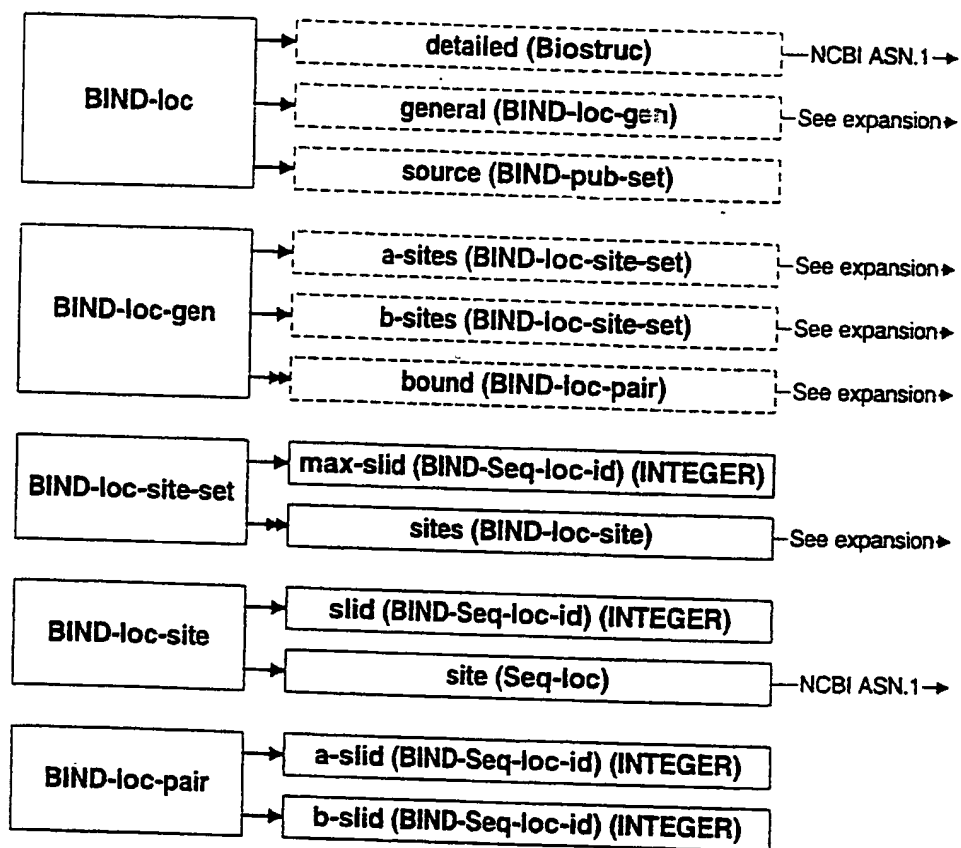 detailed (Biostruc)
NCBI ASN.1
BIND-loc
general (BIND-loc-gen)
See expansion
source (BIND-pub-set)
a-sites (BIND-loc-site-set)
See expansion
BIND-loc-gen
b-sites (BIND-loc-site-set)
See expansion
bound (BIND-loc-pair)
See expansion
max-slid (BIND-Seq-loc-id) (INTEGER)
BIND-loc-site-set
sites (BIND-loc-site)
See expansion
slid (BIND-Seq-loc-id) (INTEGER)
BIND-loc-site
site (Seq-loc)
NCBI ASN.1
a-slid (BIND-Seq-loc-id) (INTEGER)
BIND-loc-pair
b-slid (BIND-Seq-loc-id) (INTEGER)